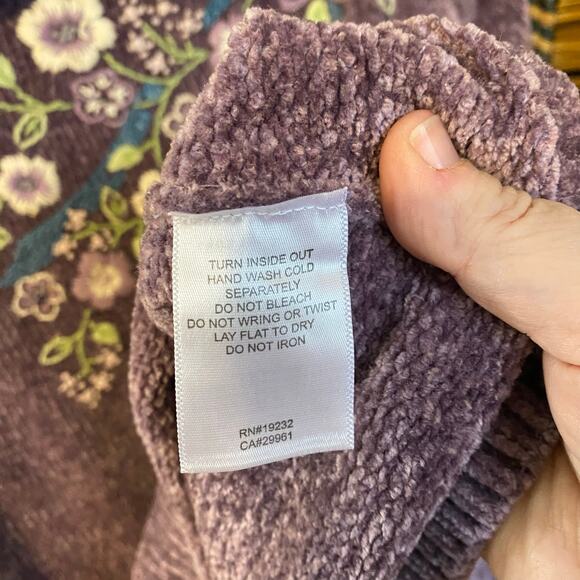 TURN INSIDE OUT
HAND WASH COLD
SEPARATELY
DO NOT BLEACH
DO NOT WRING OR TWIST
LAY FLAT TO DRY
DO NOT IRON
RN#19232
CA#29961